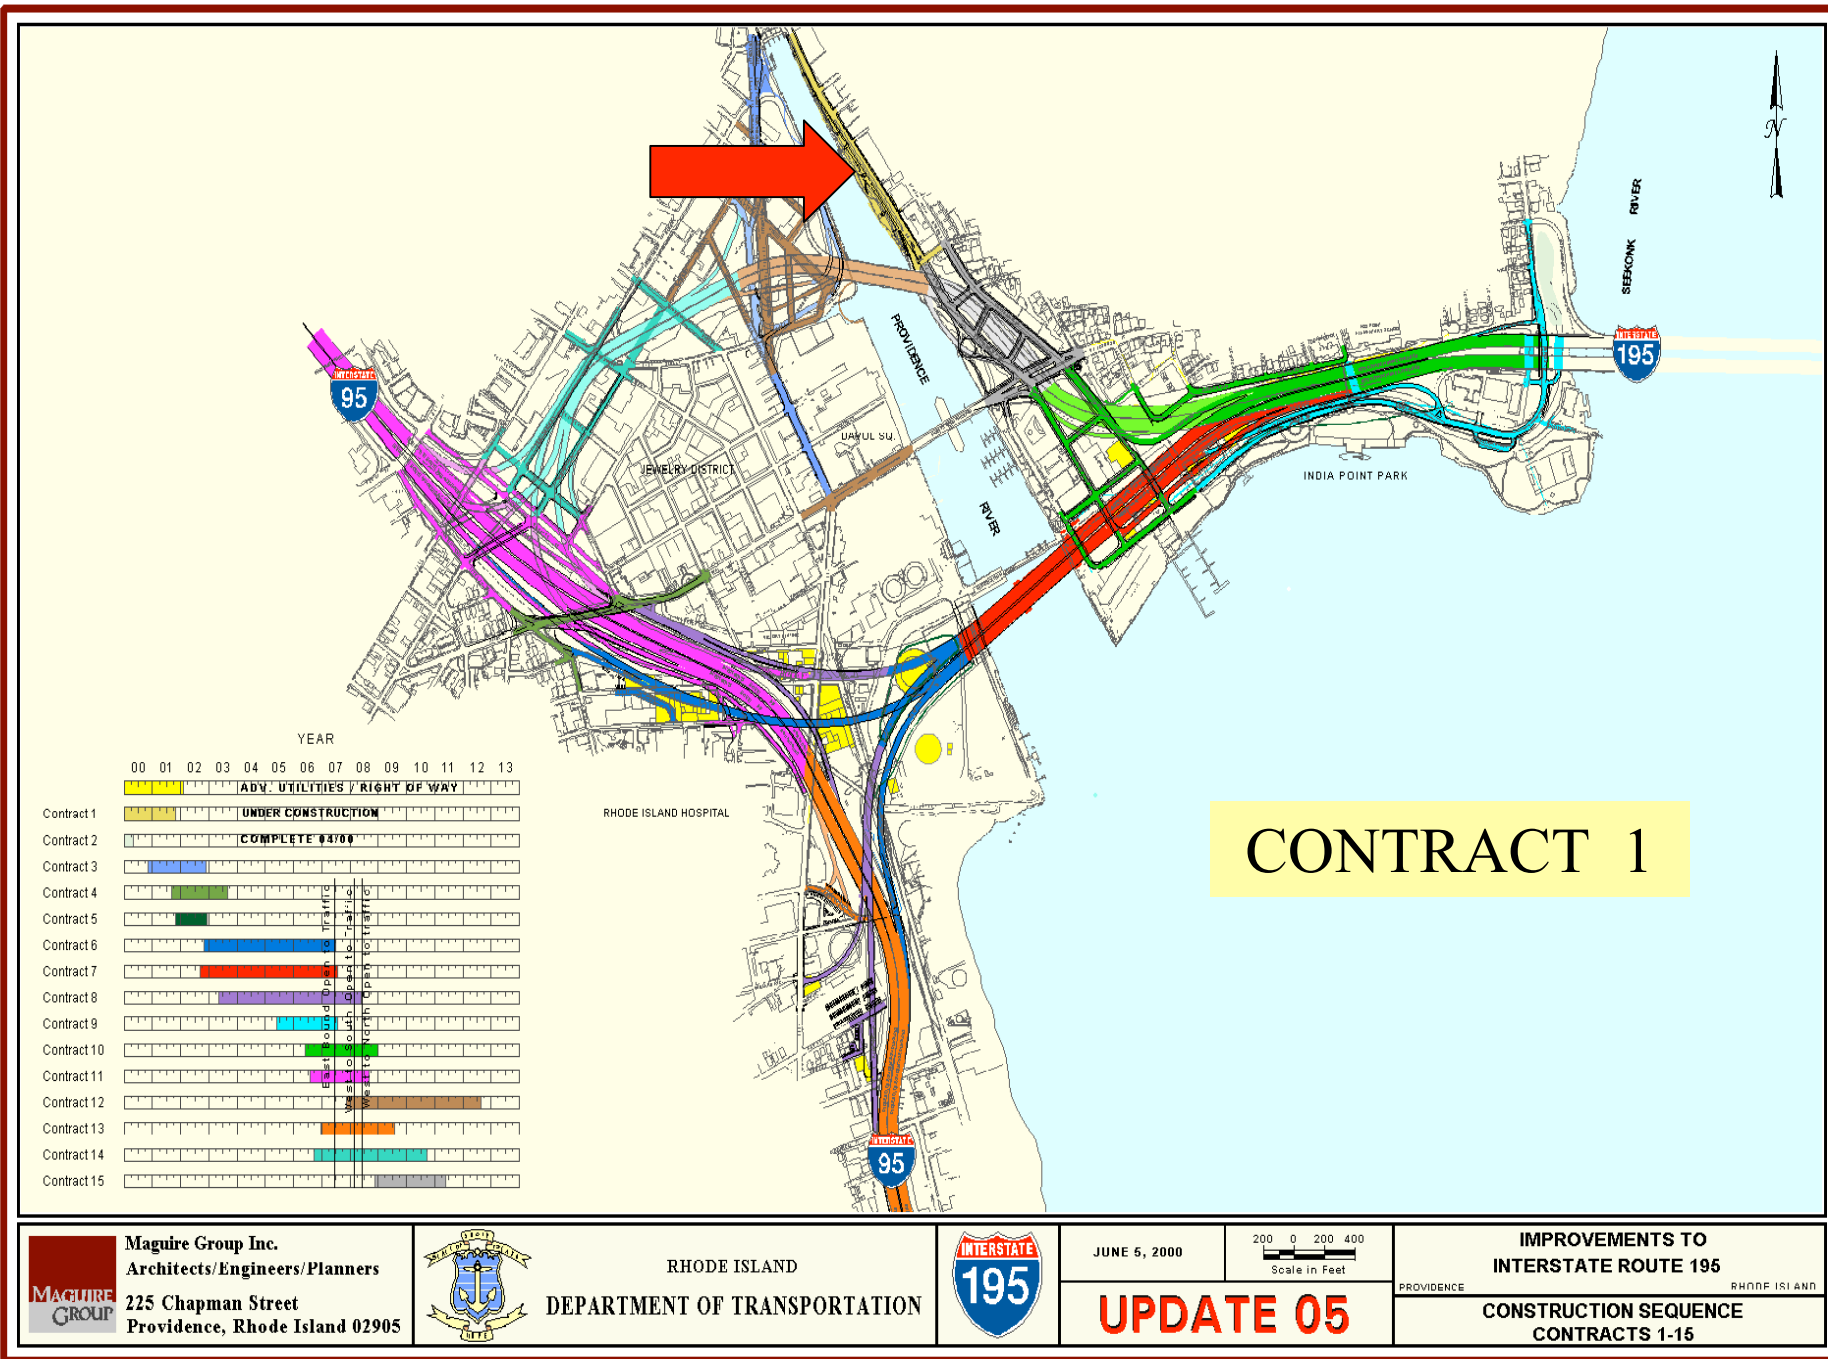 N
SEEKONK RIVER
PROVIDENCE
RIVER
INTERSTATE
195
INTERSTATE
95
DAVOL SQ.
JEWELRY DISTRICT
INDIA POINT PARK
RHODE ISLAND HOSPITAL
CONTRACT 1
INTERSTATE
95
YEAR
00 01 02 03 04 05 06 07 08 09 10 11 12 13
ADV. UTILITIES / RIGHT OF WAY
Contract 1 UNDER CONSTRUCTION
Contract 2 COMPLETE 04/00
Contract 3
Contract 4
Contract 5
Contract 6
Contract 7
Contract 8
Contract 9
Contract 10
Contract 11
Contract 12
Contract 13
Contract 14
Contract 15
East Bound Open to Traffic
West to South Open to Traffic
West to North Open to traffic
MAGUIRE
GROUP
Maguire Group Inc.
Architects/Engineers/Planners
225 Chapman Street
Providence, Rhode Island 02905
HOPE
RHODE ISLAND
DEPARTMENT OF TRANSPORTATION
INTERSTATE
195
JUNE 5, 2000
200 0 200 400
Scale in Feet
UPDATE 05
IMPROVEMENTS TO
INTERSTATE ROUTE 195
PROVIDENCE RHODE ISLAND
CONSTRUCTION SEQUENCE
CONTRACTS 1-15